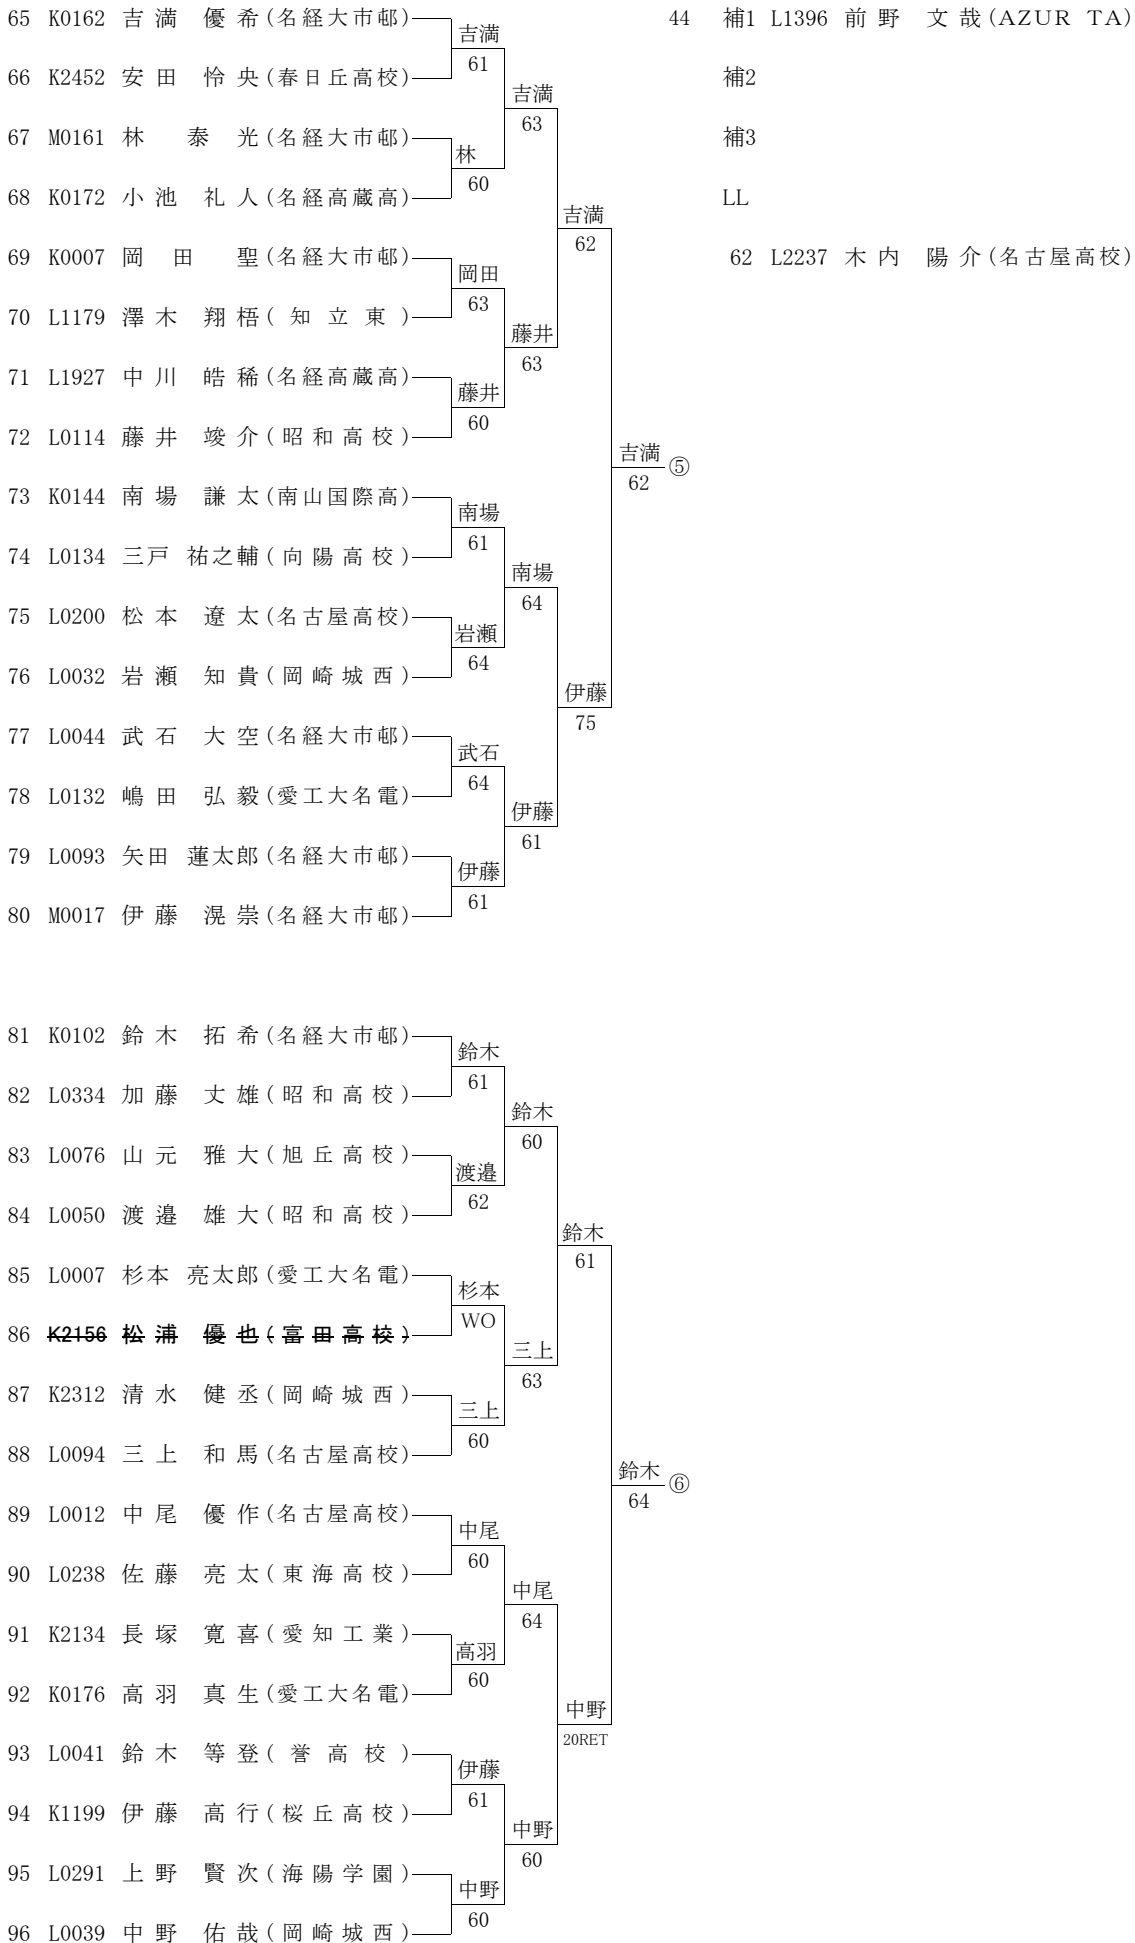 65 K0162 吉満 優希(名経大市邨) 44 補1 L1396 前野 文哉(AZUR TA)
吉満
61
66 K2452 安田 怜央(春日丘高校) 補2
吉満
63
67 M0161 林 泰光(名経大市邨) 補3
林
60
68 K0172 小池 礼人(名経高蔵高) LL
吉満
62
69 K0007 岡田 聖(名経大市邨) 62 L2237 木内 陽介(名古屋高校)
岡田
63
70 L1179 澤木 翔梧(知立東)
藤井
63
71 L1927 中川 皓稀(名経高蔵高)
藤井
60
72 L0114 藤井 竣介(昭和高校)
吉満 ⑤
62
73 K0144 南場 謙太(南山国際高)
南場
61
74 L0134 三戸 祐之輔(向陽高校)
南場
64
75 L0200 松本 遼太(名古屋高校)
岩瀬
64
76 L0032 岩瀬 知貴(岡崎城西)
伊藤
75
77 L0044 武石 大空(名経大市邨)
武石
64
78 L0132 嶋田 弘毅(愛工大名電)
伊藤
61
79 L0093 矢田 蓮太郎(名経大市邨)
伊藤
61
80 M0017 伊藤 滉崇(名経大市邨)
81 K0102 鈴木 拓希(名経大市邨)
鈴木
61
82 L0334 加藤 丈雄(昭和高校)
鈴木
60
83 L0076 山元 雅大(旭丘高校)
渡邉
62
84 L0050 渡邉 雄大(昭和高校)
鈴木
61
85 L0007 杉本 亮太郎(愛工大名電)
杉本
WO
86 K2156 松浦 優也(富田高校)
三上
63
87 K2312 清水 健丞(岡崎城西)
三上
60
88 L0094 三上 和馬(名古屋高校)
鈴木 ⑥
64
89 L0012 中尾 優作(名古屋高校)
中尾
60
90 L0238 佐藤 亮太(東海高校)
中尾
64
91 K2134 長塚 寛喜(愛知工業)
高羽
60
92 K0176 高羽 真生(愛工大名電)
中野
20RET
93 L0041 鈴木 等登(誉高校)
伊藤
61
94 K1199 伊藤 高行(桜丘高校)
中野
60
95 L0291 上野 賢次(海陽学園)
中野
60
96 L0039 中野 佑哉(岡崎城西)